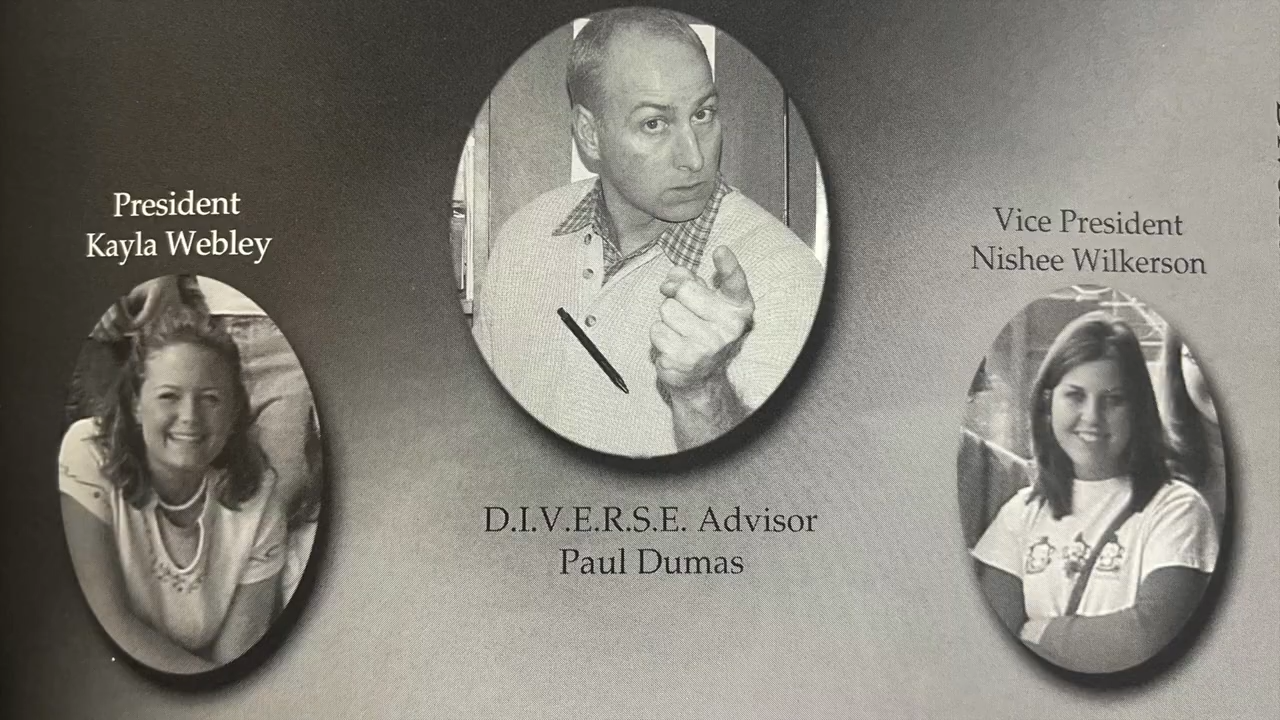 President
Kayla Webley
Vice President
Nishee Wilkerson
D.I.V.E.R.S.E. Advisor
Paul Dumas